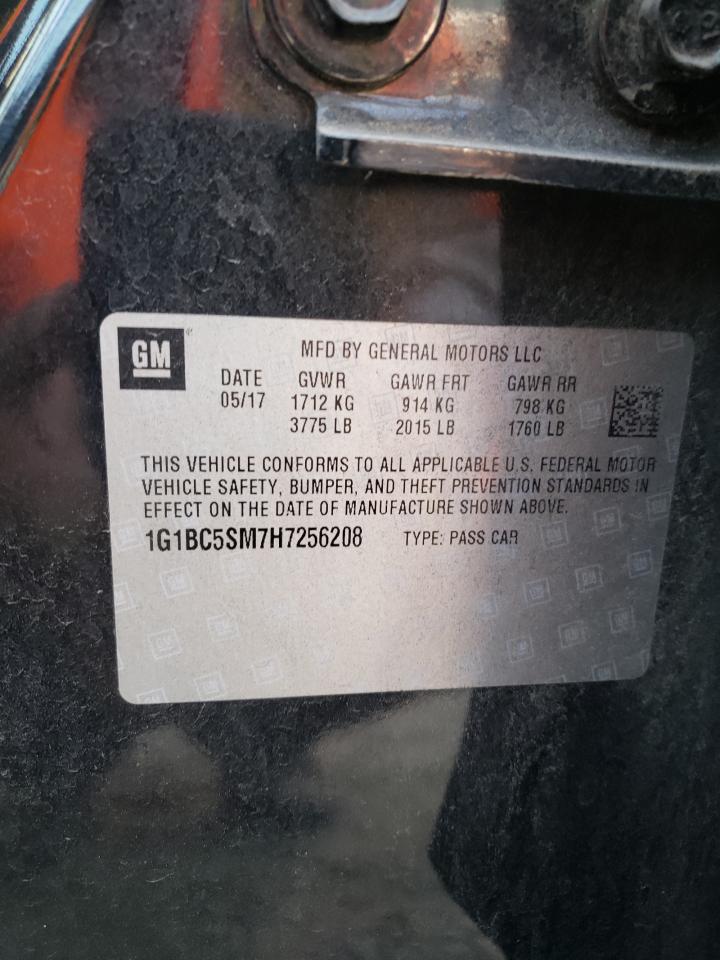 GM
MFD BY GENERAL MOTORS LLC
DATE GVWR GAWR FRT GAWR RR
05/17 1712 KG 914 KG 798 KG
3775 LB 2015 LB 1760 LB
THIS VEHICLE CONFORMS TO ALL APPLICABLE U.S. FEDERAL MOTOR
VEHICLE SAFETY, BUMPER, AND THEFT PREVENTION STANDARDS IN
EFFECT ON THE DATE OF MANUFACTURE SHOWN ABOVE.
1G1BC5SM7H7256208 TYPE: PASS CAR